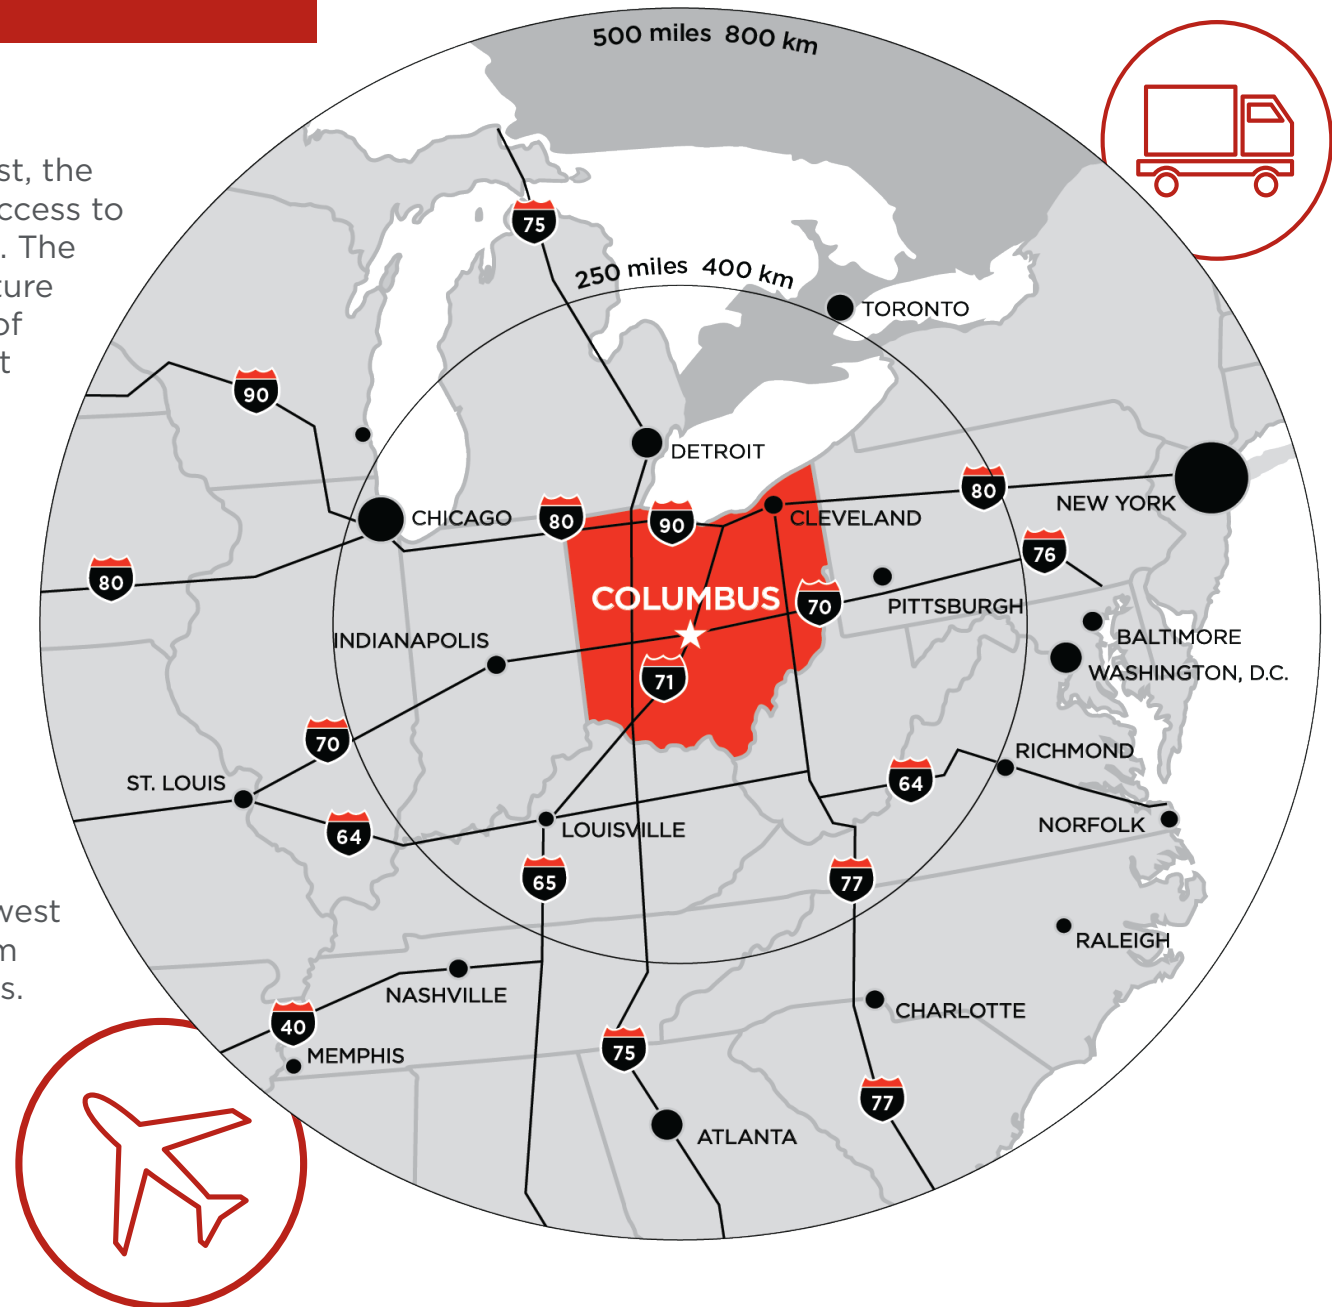 500 miles 800 km
st, the
ccess to
. The
ture
of
t
75
250 miles 400 km
TORONTO
90
DETROIT
80
NEW YORK
CHICAGO
80
90
CLEVELAND
76
80
COLUMBUS
70
PITTSBURGH
INDIANAPOLIS
BALTIMORE
WASHINGTON, D.C.
71
70
RICHMOND
64
ST. LOUIS
64
LOUISVILLE
NORFOLK
65
77
west
m
s.
RALEIGH
NASHVILLE
CHARLOTTE
40
MEMPHIS
75
77
ATLANTA